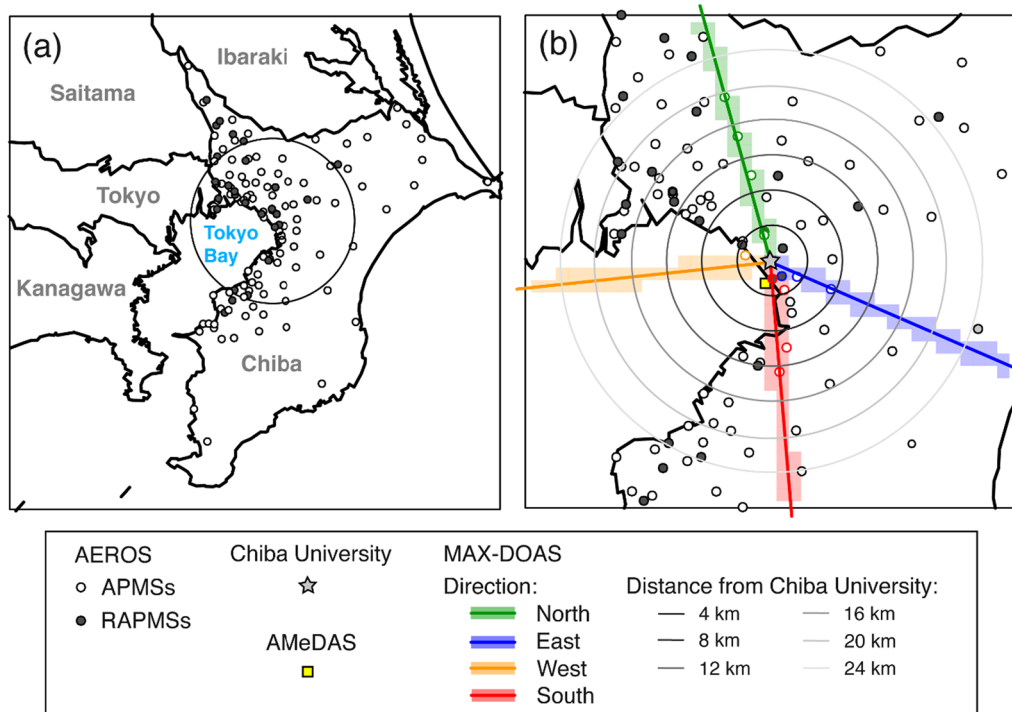 (a)
Ibaraki
Saitama
Tokyo
Tokyo
Bay
Kanagawa
Chiba
(b)
AEROS
APMSs
RAPMSs
Chiba University
AMeDAS
MAX-DOAS
Direction:
North
East
West
South
Distance from Chiba University:
4 km
8 km
12 km
16 km
20 km
24 km